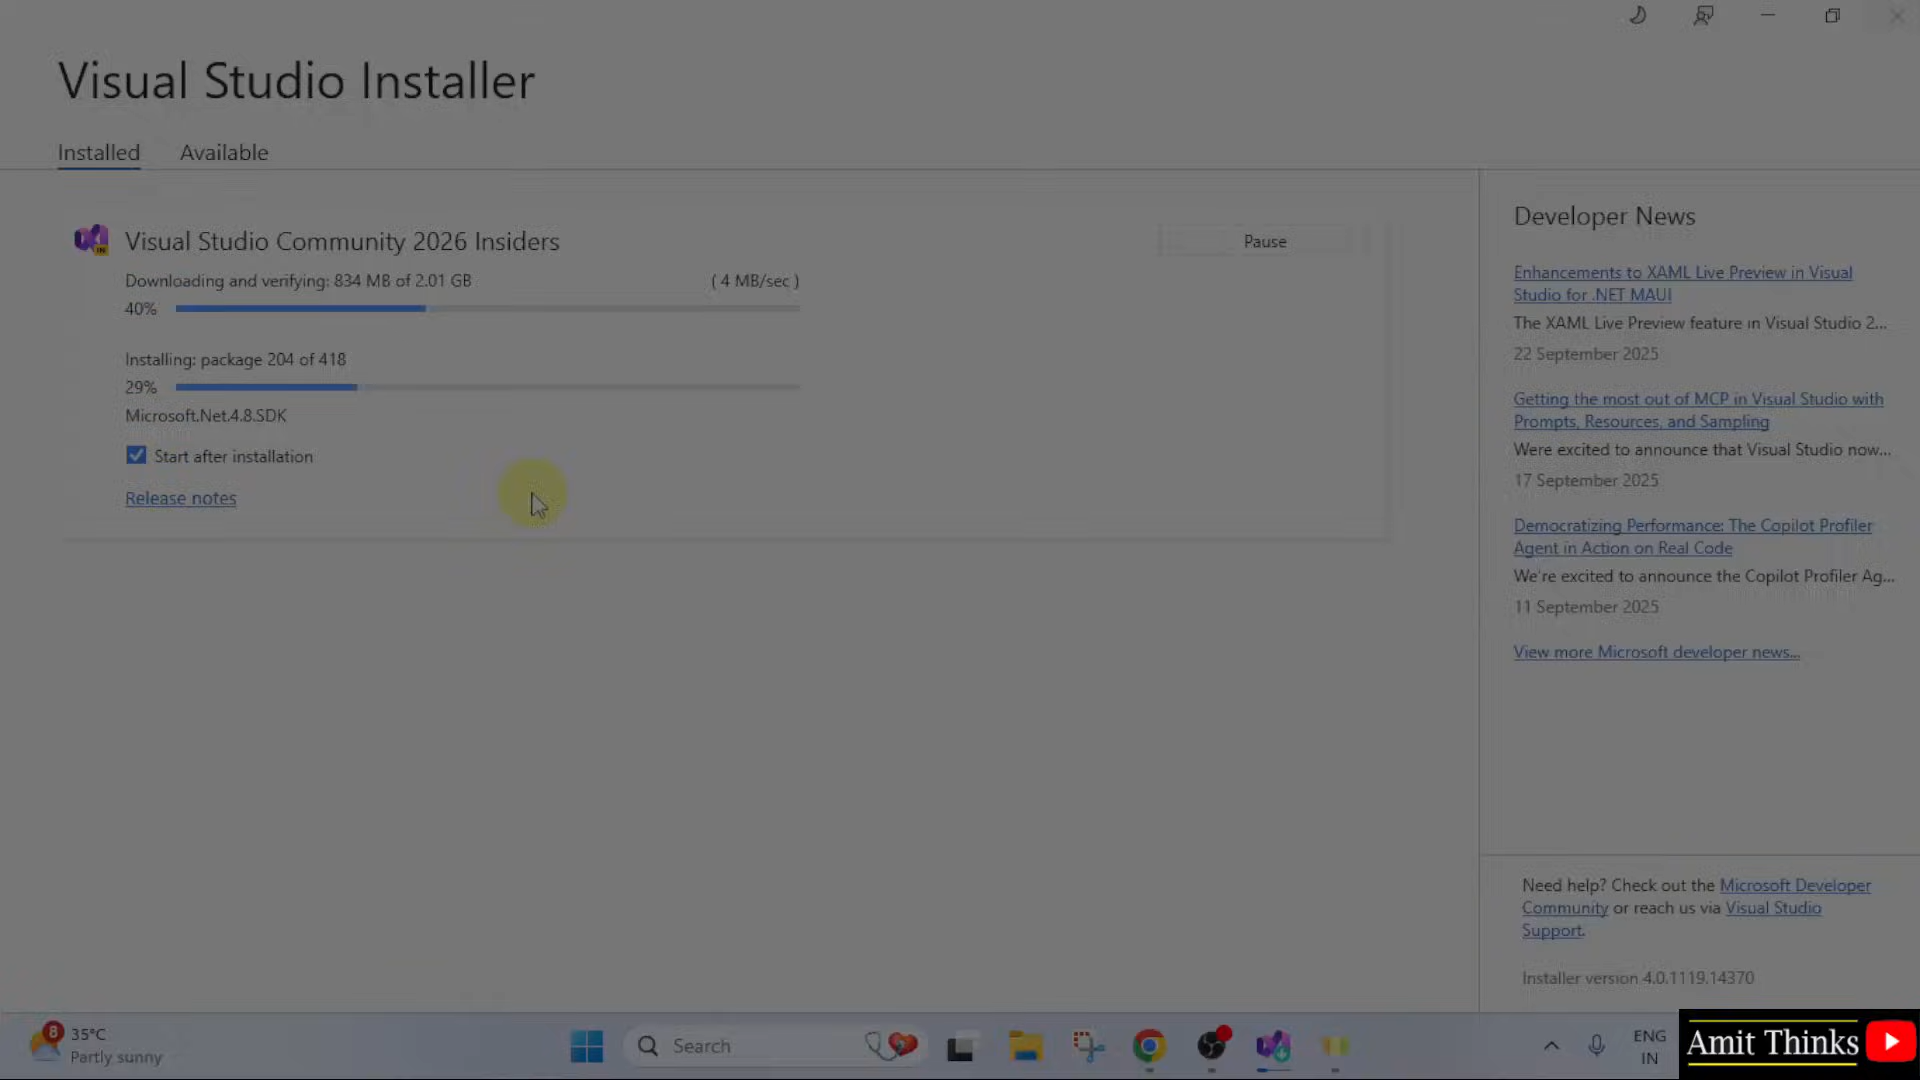 Visual Studio Installer
Installed
Available
Visual Studio Community 2026 Insiders
Pause
Downloading and verifying: 834 MB of 2.01 GB
( 4 MB/sec )
40%
Installing: package 204 of 418
29%
Microsoft.Net.4.8.SDK
Start after installation
Release notes
Developer News
Enhancements to XAML Live Preview in Visual
Studio for .NET MAUI
The XAML Live Preview feature in Visual Studio 2...
22 September 2025
Getting the most out of MCP in Visual Studio with
Prompts, Resources, and Sampling
Were excited to announce that Visual Studio now...
17 September 2025
Democratizing Performance: The Copilot Profiler
Agent in Action on Real Code
We're excited to announce the Copilot Profiler Ag...
11 September 2025
View more Microsoft developer news...
Need help? Check out the Microsoft Developer
Community or reach us via Visual Studio
Support.
Installer version 4.0.1119.14370
8
35°C
Partly sunny
Search
ENG
IN
Amit Thinks